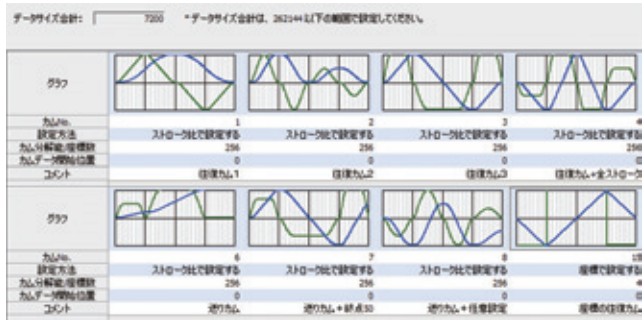 データサイズ合計: 7200 *データサイズ合計は、262144以下の範囲で設定してください。
グラフ
カムNo. 1 2 3 4
設定方法 ストローク比で設定する ストローク比で設定する ストローク比で設定する ストローク比で設定する
カム分解能/座標数 256 256 256 256
カムデータ開始位置 0 0 0 0
コメント 往復カム1 往復カム2 往復カム3 往復カム+全ストローク
グラフ
カムNo. 6 7 8
設定方法 ストローク比で設定する ストローク比で設定する ストローク比で設定する 座標で設定する
カム分解能/座標数 256 256 256 4
カムデータ開始位置 0 0 0 0
コメント 送りカム 送りカム+終点50 送りカム+任意設定 座標の往復カム